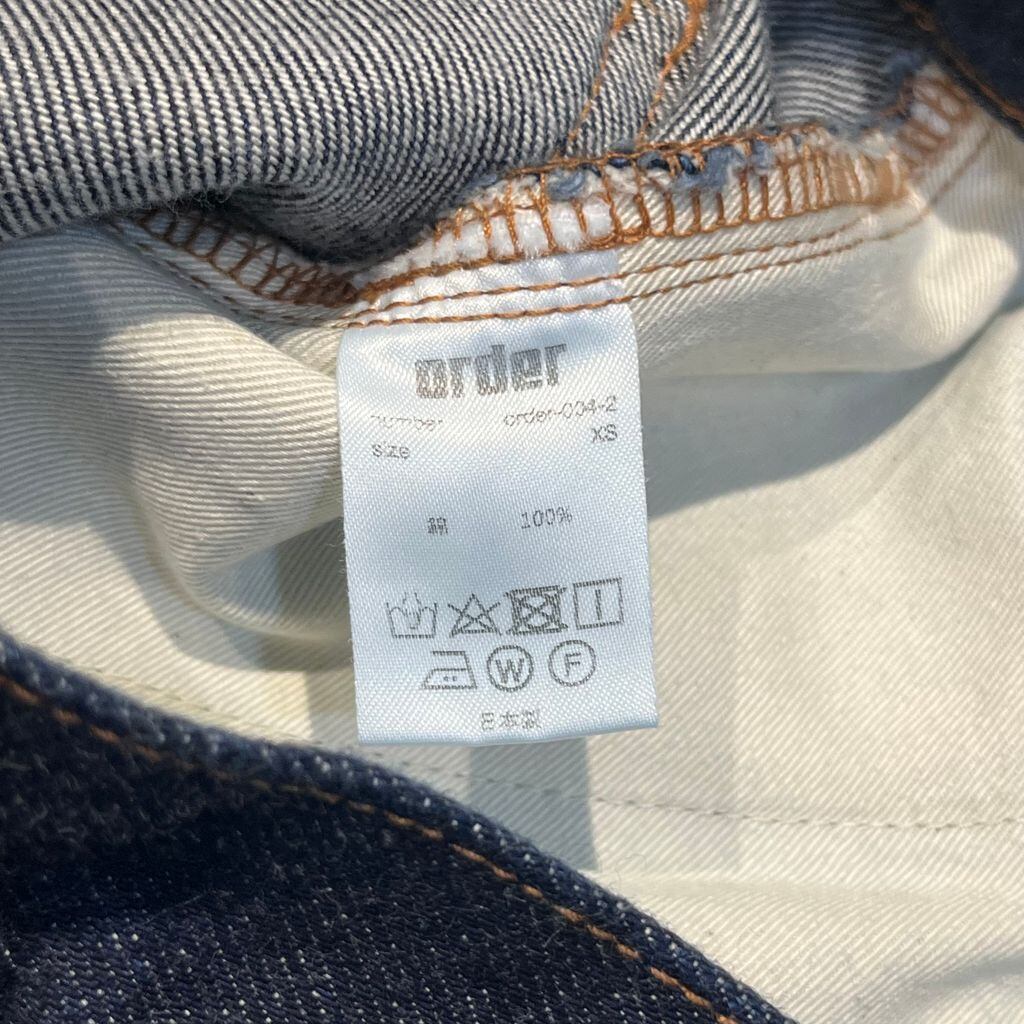 order
number order-004-2
size XS
綿 100%
W F
日本製